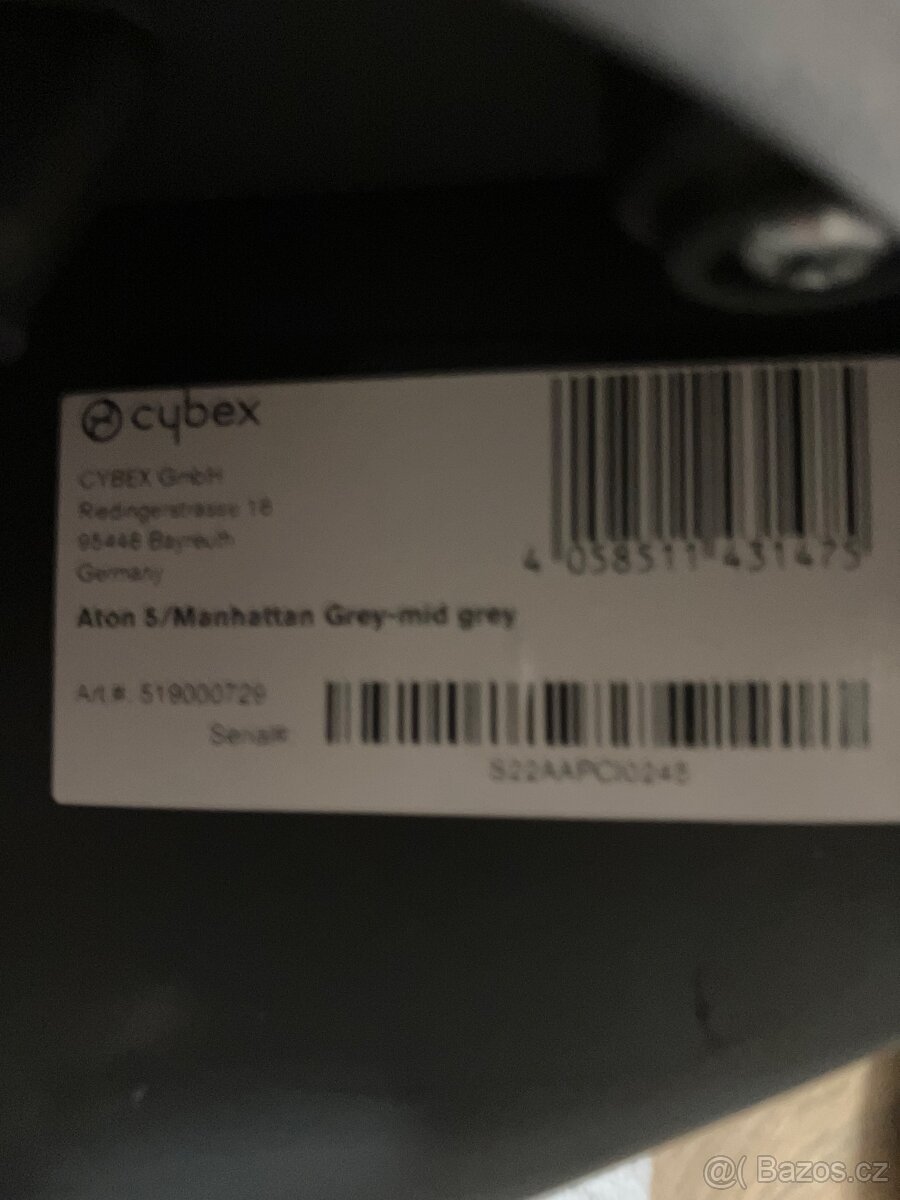 cybex
CYBEX GmbH
Riedingerstrasse 18
95448 Bayreuth
Germany
4 058511 431475
Aton 5/Manhattan Grey-mid grey
Art.#. 519000729
Serial#
@( Bazos.cz